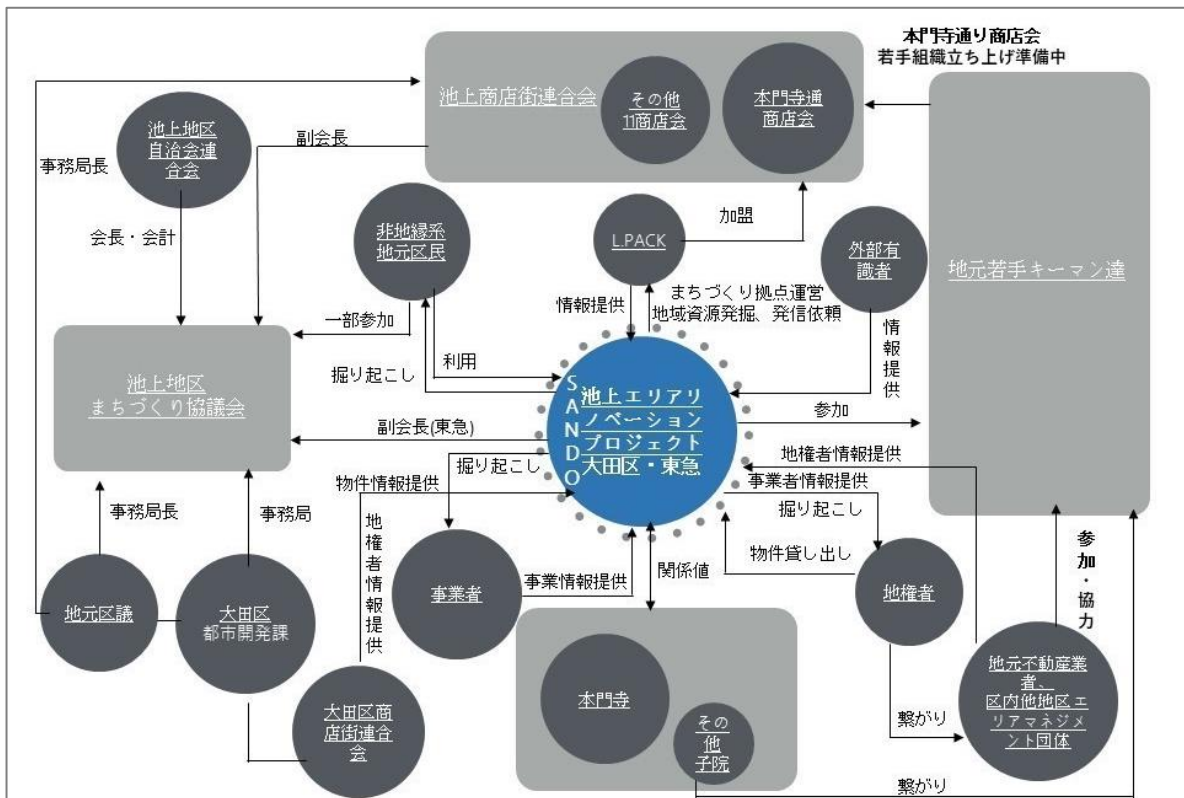 本門寺通り商店会
若手組織立ち上げ準備中
池上商店街連合会
その他
11商店会
本門寺通
商店会
池上地区
自治会連
合会
事務局長
副会長
会長・会計
非地縁系
地元区民
L.PACK
加盟
外部有
識者
地元若手キーマン達
情報提供
まちづくり拠点運営
地域資源発掘、発信依頼
情報提供
一部参加
利用
掘り起こし
池上地区
まちづくり協議会
SANDO
池上エリアリ
ノベーション
プロジェクト
大田区・東急
参加
副会長(東急)
掘り起こし
物件情報提供
地権者情報提供
地権者情報提供
事業者情報提供
掘り起こし
物件貸し出し
事務局長
事務局
事業者
事業情報提供
関係値
地権者
参加・協力
地元区議
大田区
都市開発課
大田区商
店街連合
会
本門寺
その
他
子院
地元不動産業
者、
区内他地区エ
リアマネジメ
ント団体
繋がり
繋がり